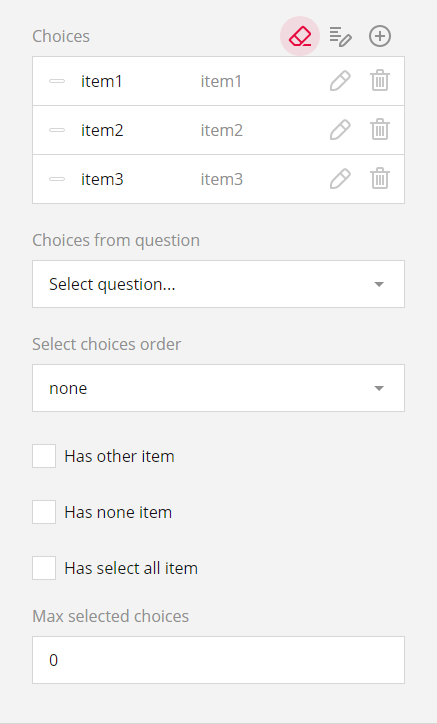 Choices
item1 item1
item2 item2
item3 item3
Choices from question
Select question...
Select choices order
none
Has other item
Has none item
Has select all item
Max selected choices
0